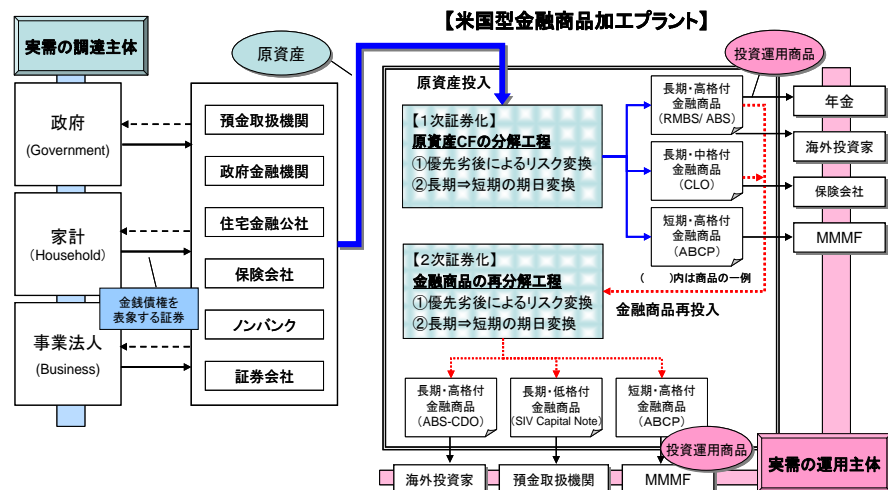 【米国型金融商品加工プラント】
実需の調達主体
原資産
投資運用商品
政府
(Government)
家計
(Household)
金銭債権を
表象する証券
事業法人
(Business)
預金取扱機関
政府金融機関
住宅金融公社
保険会社
ノンバンク
証券会社
原資産投入
【1次証券化】
原資産CFの分解工程
①優先劣後によるリスク変換
②長期⇒短期の期日変換
長期・高格付
金融商品
(RMBS/ ABS)
長期・中格付
金融商品
(CLO)
短期・高格付
金融商品
(ABCP)
(　　)内は商品の一例
年金
海外投資家
保険会社
MMMF
【2次証券化】
金融商品の再分解工程
①優先劣後によるリスク変換
②長期⇒短期の期日変換
金融商品再投入
長期・高格付
金融商品
(ABS-CDO)
長期・低格付
金融商品
(SIV Capital Note)
短期・高格付
金融商品
(ABCP)
投資運用商品
実需の運用主体
海外投資家
預金取扱機関
MMMF